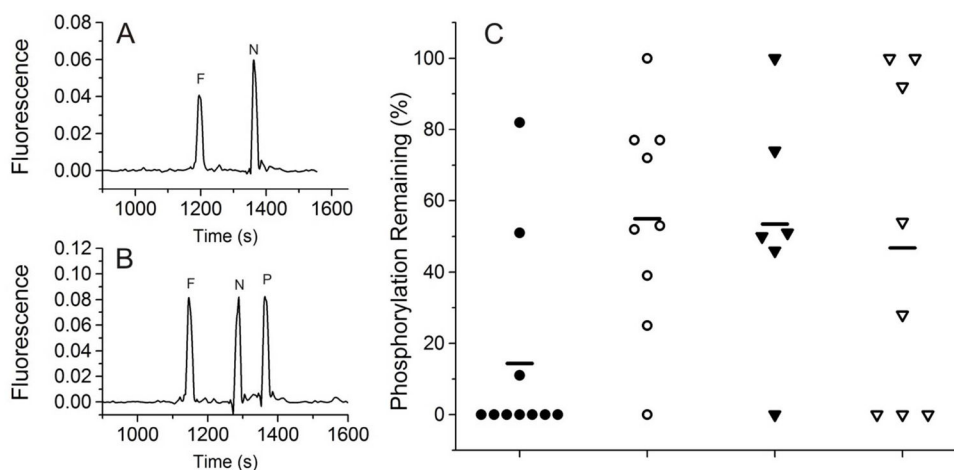 A
Fluorescence
0.08
0.06
0.04
0.02
0.00
F
N
1000 1200 1400 1600
Time (s)
B
Fluorescence
0.12
0.10
0.08
0.06
0.04
0.02
0.00
F
N
P
1000 1200 1400 1600
Time (s)
C
Phosphorylation Remaining (%)
100
80
60
40
20
0